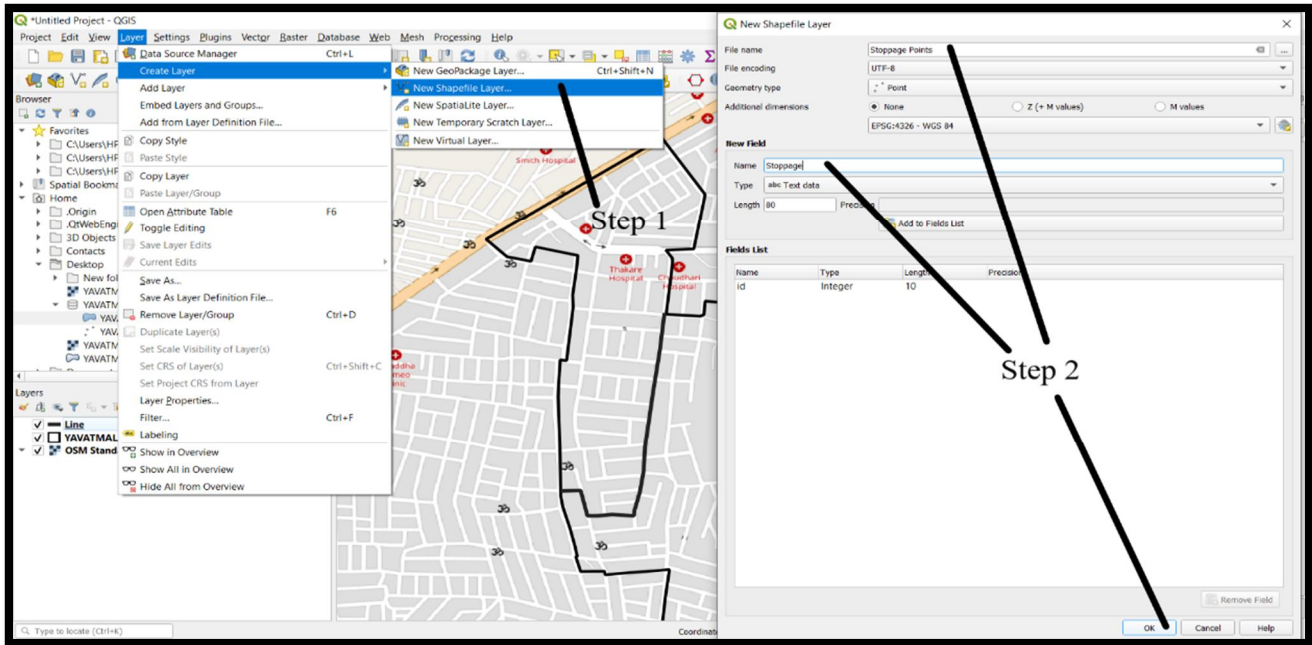 *Untitled Project - QGIS
Project Edit View Layer Settings Plugins Vector Raster Database Web Mesh Processing Help
Data Source Manager Ctrl+L
Create Layer
Add Layer
Embed Layers and Groups...
Add from Layer Definition File...
Copy Style
Paste Style
Copy Layer
Paste Layer/Group
Open Attribute Table F6
Toggle Editing
Save Layer Edits
Current Edits
Save As...
Save As Layer Definition File...
Remove Layer/Group Ctrl+D
Duplicate Layer(s)
Set Scale Visibility of Layer(s)
Set CRS of Layer(s) Ctrl+Shift+C
Set Project CRS from Layer
Layer Properties...
Filter... Ctrl+F
Labeling
Show in Overview
Show All in Overview
Hide All from Overview
New GeoPackage Layer... Ctrl+Shift+N
New Shapefile Layer...
New SpatiaLite Layer...
New Temporary Scratch Layer...
New Virtual Layer...
Browser
Favorites
C:\Users\HP
C:\Users\HP
C:\Users\HP
Spatial Bookma
Home
.Origin
.QtWebEngi
3D Objects
Contacts
Desktop
New fol
YAVATM
YAVATM
YAV
YAV
YAVATM
YAVATM
Layers
Line
YAVATMAL
OSM Stand
Type to locate (Ctrl+K)
Coordinat
Smith Hospital
Thakare
Hospital
Hospital
Step 1
New Shapefile Layer
File name Stoppage Points
File encoding UTF-8
Geometry type Point
Additional dimensions None Z (+ M values) M values
EPSG:4326 - WGS 84
New Field
Name Stoppage
Type abc Text data
Length 80 Precision
Add to Fields List
Fields List
Name Type Length Precision
id Integer 10
Step 2
Remove Field
OK Cancel Help